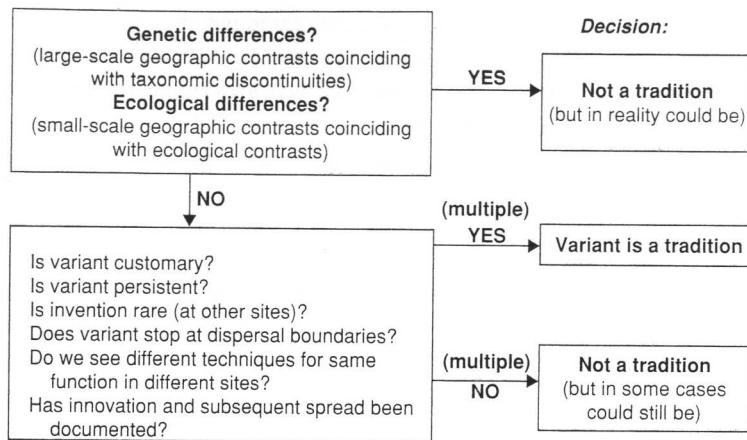 Genetic differences?
(large-scale geographic contrasts coinciding
with taxonomic discontinuities)
Ecological differences?
(small-scale geographic contrasts coinciding
with ecological contrasts)
YES
Decision:
Not a tradition
(but in reality could be)
NO
Is variant customary?
Is variant persistent?
Is invention rare (at other sites)?
Does variant stop at dispersal boundaries?
Do we see different techniques for same
function in different sites?
Has innovation and subsequent spread been
documented?
(multiple)
YES
Variant is a tradition
(multiple)
NO
Not a tradition
(but in some cases
could still be)